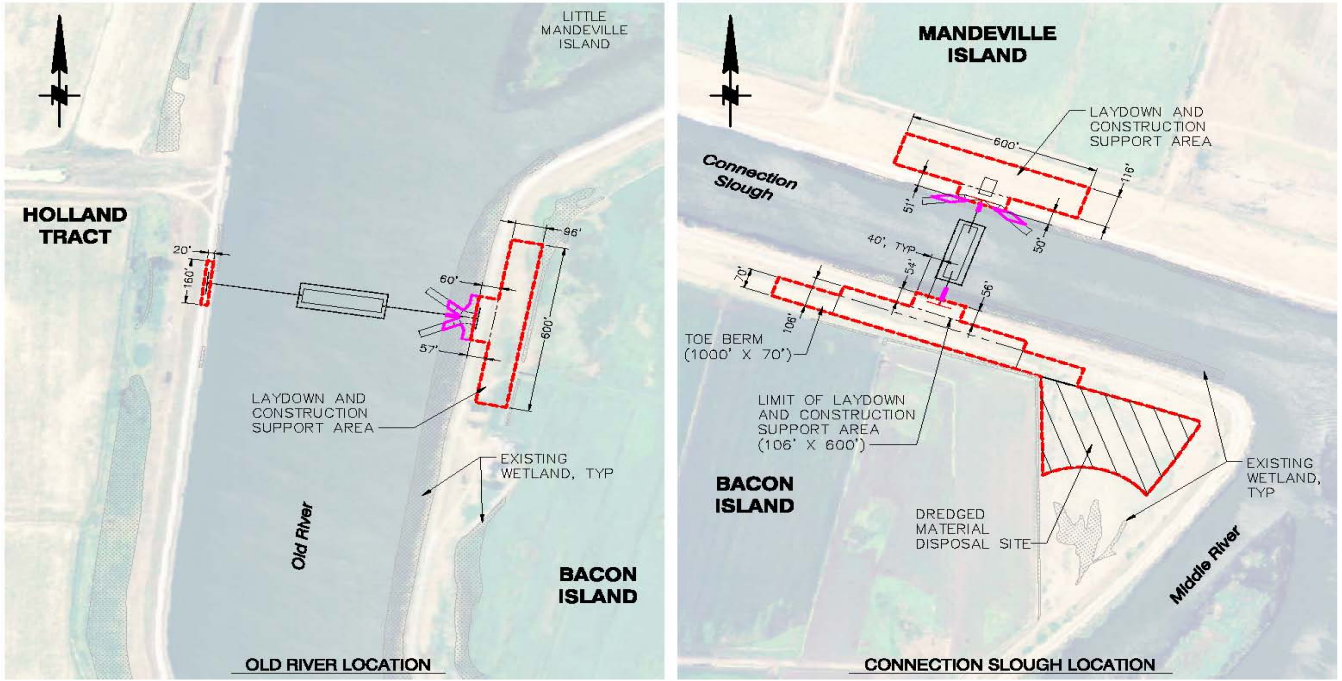 LITTLE
MANDEVILLE
ISLAND
HOLLAND
TRACT
20'
160'
96'
60'
600'
57'
LAYDOWN AND
CONSTRUCTION
SUPPORT AREA
EXISTING
WETLAND, TYP
Old River
BACON
ISLAND
OLD RIVER LOCATION
MANDEVILLE
ISLAND
LAYDOWN AND
CONSTRUCTION
SUPPORT AREA
600'
116'
Connection
Slough
51'
50'
40', TYP
54'
56'
70'
106'
TOE BERM
(1000' X 70')
LIMIT OF LAYDOWN
AND CONSTRUCTION
SUPPORT AREA
(106' X 600')
BACON
ISLAND
EXISTING
WETLAND,
TYP
DREDGED
MATERIAL
DISPOSAL SITE
Middle River
CONNECTION SLOUGH LOCATION